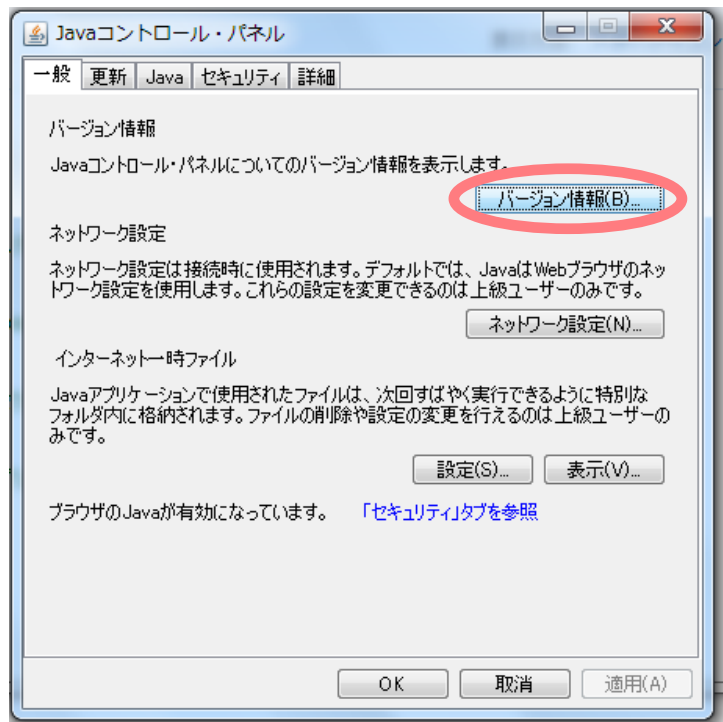 Javaコントロール・パネル
一般 更新 Java セキュリティ 詳細
バージョン情報
Javaコントロール・パネルについてのバージョン情報を表示します。
バージョン情報(B)...
ネットワーク設定
ネットワーク設定は接続時に使用されます。デフォルトでは、JavaはWebブラウザのネッ
トワーク設定を使用します。これらの設定を変更できるのは上級ユーザーのみです。
ネットワーク設定(N)...
インターネット一時ファイル
Javaアプリケーションで使用されたファイルは、次回すばやく実行できるように特別な
フォルダ内に格納されます。ファイルの削除や設定の変更を行えるのは上級ユーザーの
みです。
設定(S)... 表示(V)...
ブラウザのJavaが有効になっています。 「セキュリティ」タブを参照
OK 取消 適用(A)